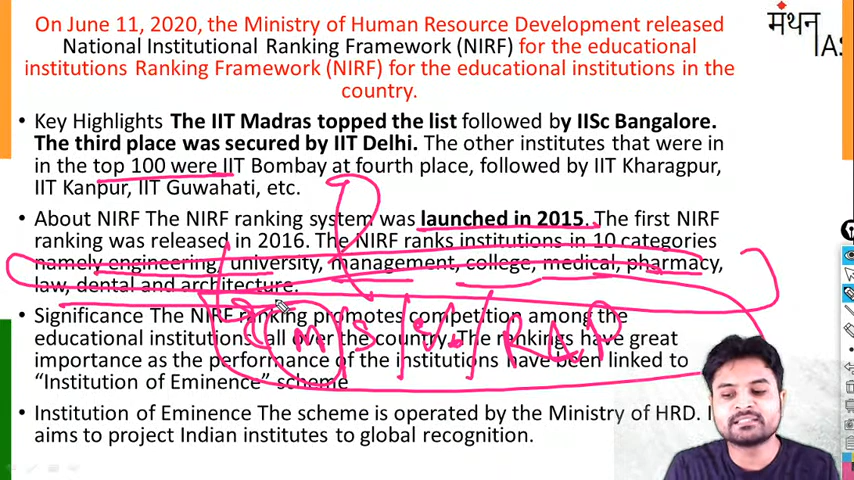 On June 11, 2020, the Ministry of Human Resource Development released
National Institutional Ranking Framework (NIRF) for the educational
institutions Ranking Framework (NIRF) for the educational institutions in the
country.
मंथन
IAS
• Key Highlights The IIT Madras topped the list followed by IISc Bangalore.
The third place was secured by IIT Delhi. The other institutes that were in
in the top 100 were IIT Bombay at fourth place, followed by IIT Kharagpur,
IIT Kanpur, IIT Guwahati, etc.
• About NIRF The NIRF ranking system was launched in 2015. The first NIRF
ranking was released in 2016. The NIRF ranks institutions in 10 categories
namely engineering university, management, college, medical, pharmacy,
law, dental and architecture.
• Significance The NIRF ranking promotes competition among the
educational institutions all over the country. The rankings have great
importance as the performance of the institutions have been linked to
"Institution of Eminence" scheme
• Institution of Eminence The scheme is operated by the Ministry of HRD.
aims to project Indian institutes to global recognition.